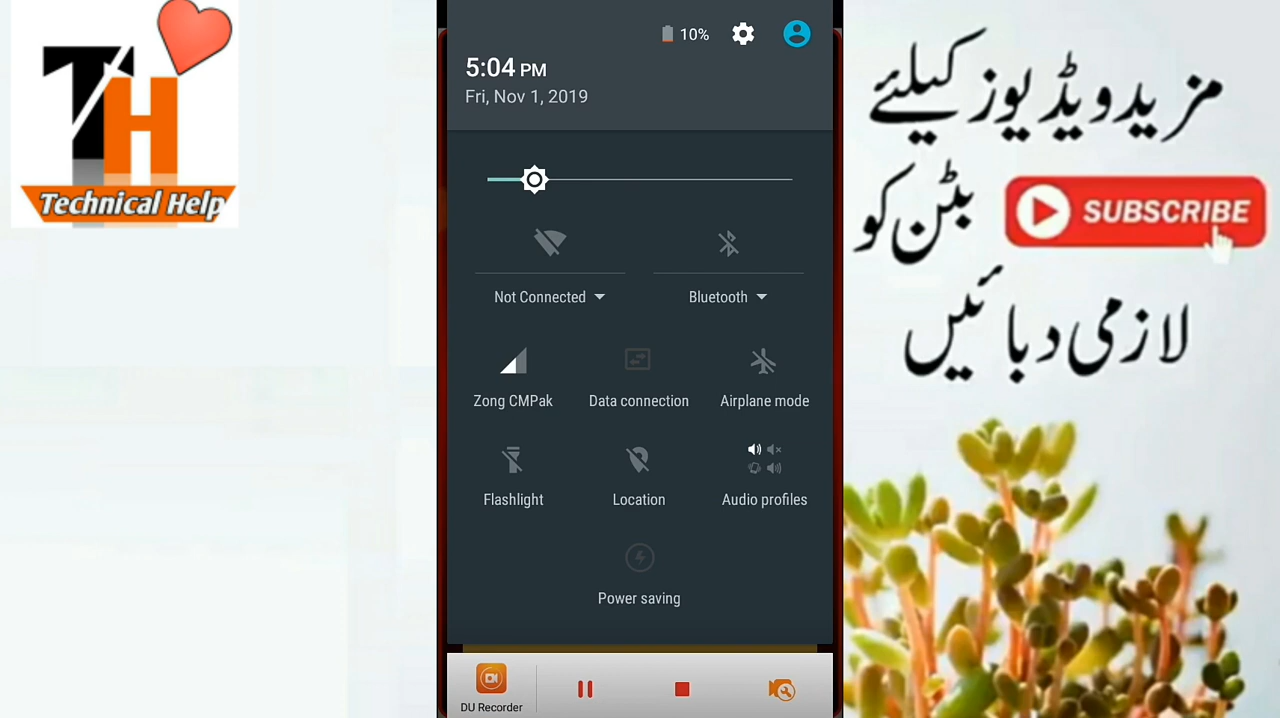 TH
Technical Help
10%
5:04 PM
Fri, Nov 1, 2019
Not Connected
Bluetooth
Zong CMPak
Data connection
Airplane mode
Flashlight
Location
Audio profiles
Power saving
DU Recorder
مزید ویڈیوز کیلئے
بٹن کو SUBSCRIBE
لازمی دبائیں